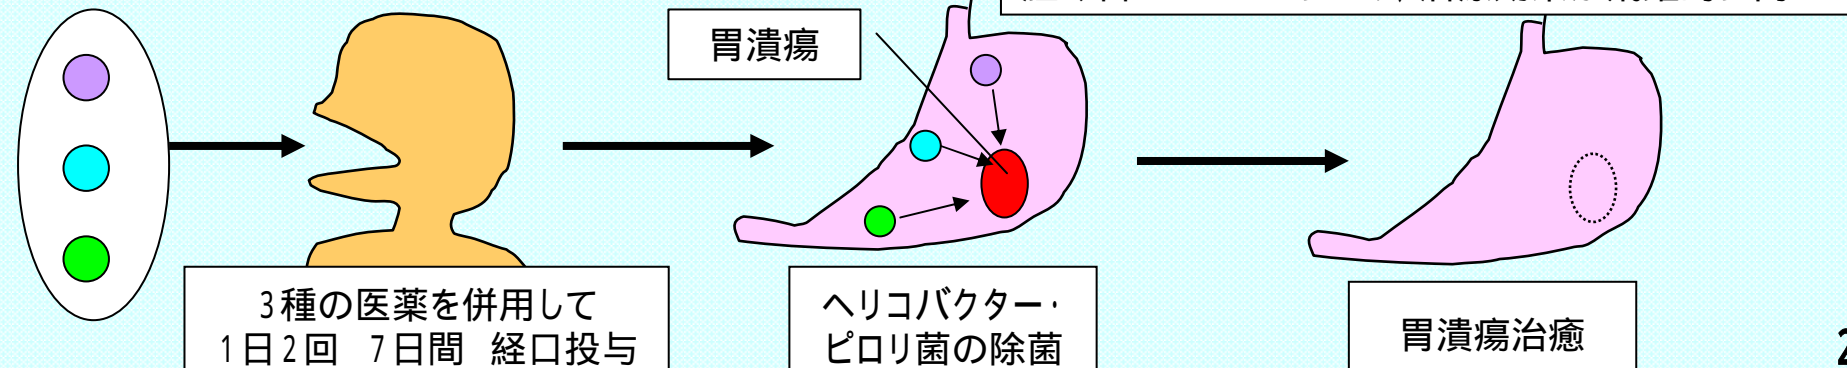 胃潰瘍
3種の医薬を併用して
1日2回　7日間　経口投与
ヘリコバクター・
ピロリ菌の除菌
胃潰瘍治癒